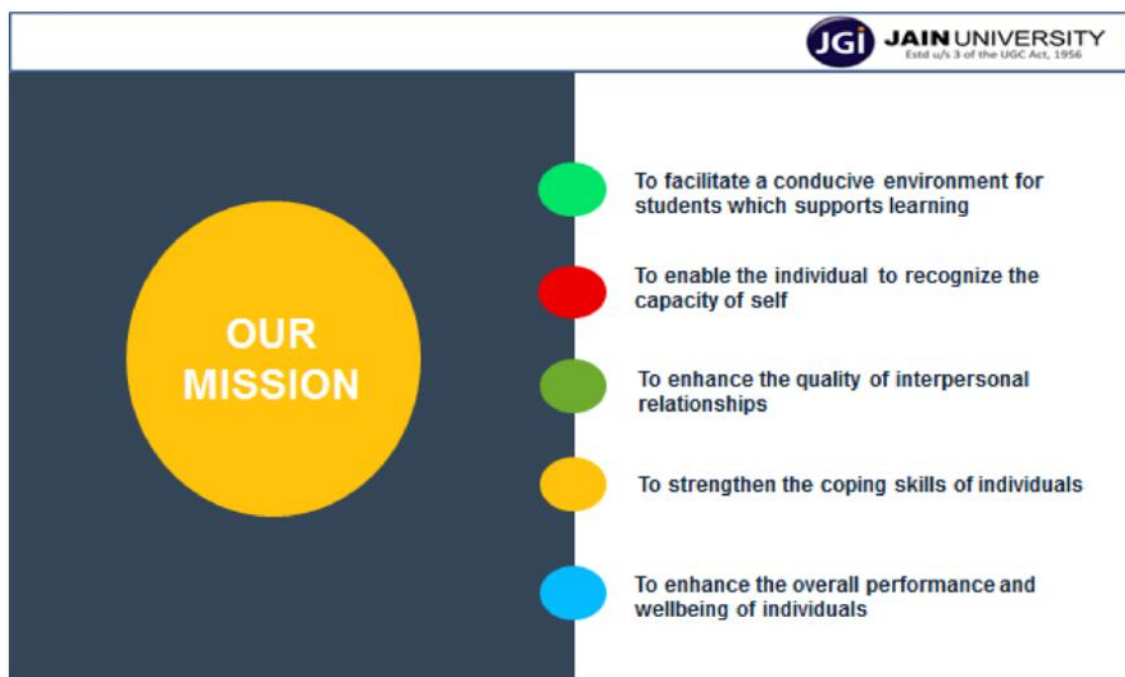 JGi JAIN UNIVERSITY
Estd u/s 3 of the UGC Act, 1956
OUR
MISSION
To facilitate a conducive environment for
students which supports learning
To enable the individual to recognize the
capacity of self
To enhance the quality of interpersonal
relationships
To strengthen the coping skills of individuals
To enhance the overall performance and
wellbeing of individuals